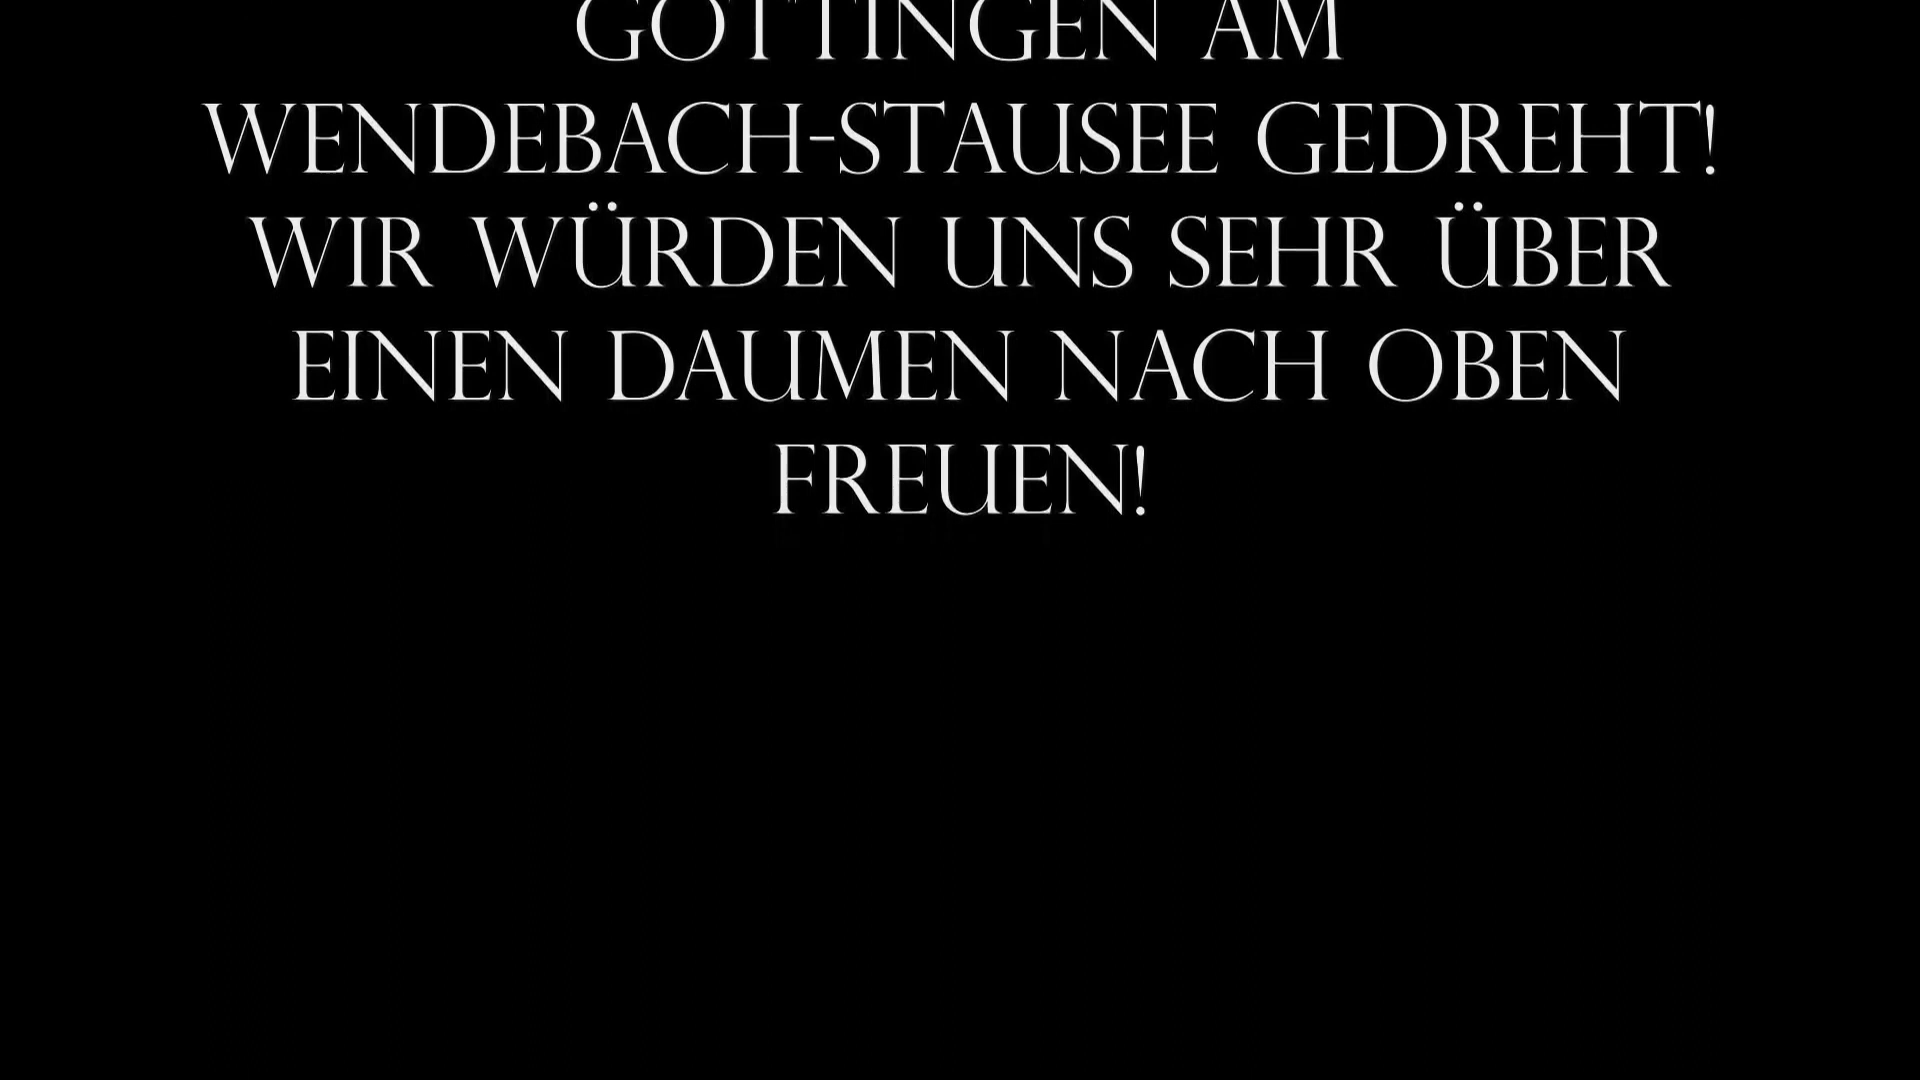 GÖTTINGEN AM
WENDEBACH-STAUSEE GEDREHT!
WIR WÜRDEN UNS SEHR ÜBER
EINEN DAUMEN NACH OBEN
FREUEN!